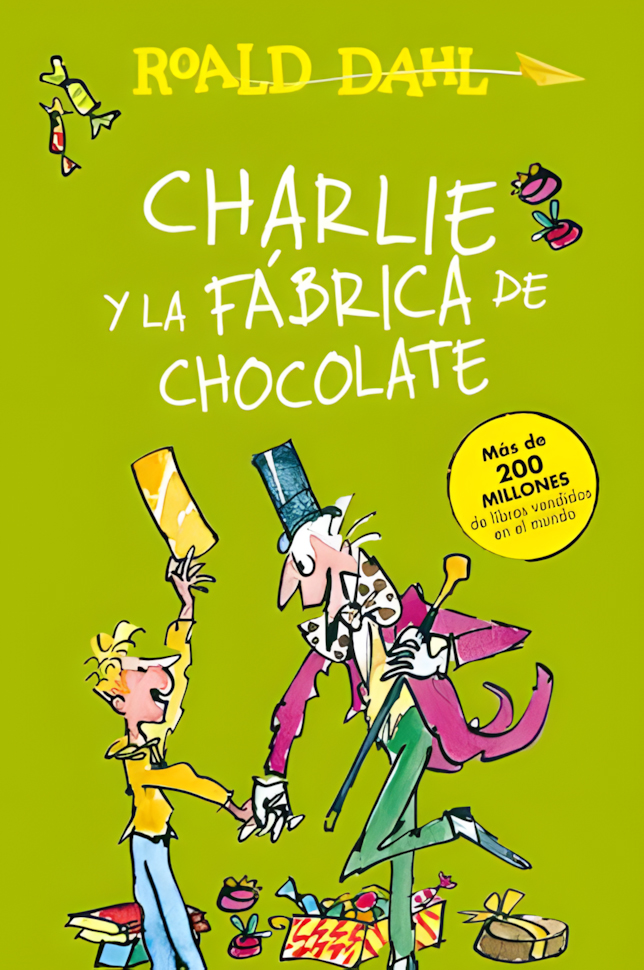 ROALD DAHL
CHARLIE
Y LA FÁBRICA DE
CHOCOLATE
Más de
200
MILLONES
de libros vendidos
en el mundo